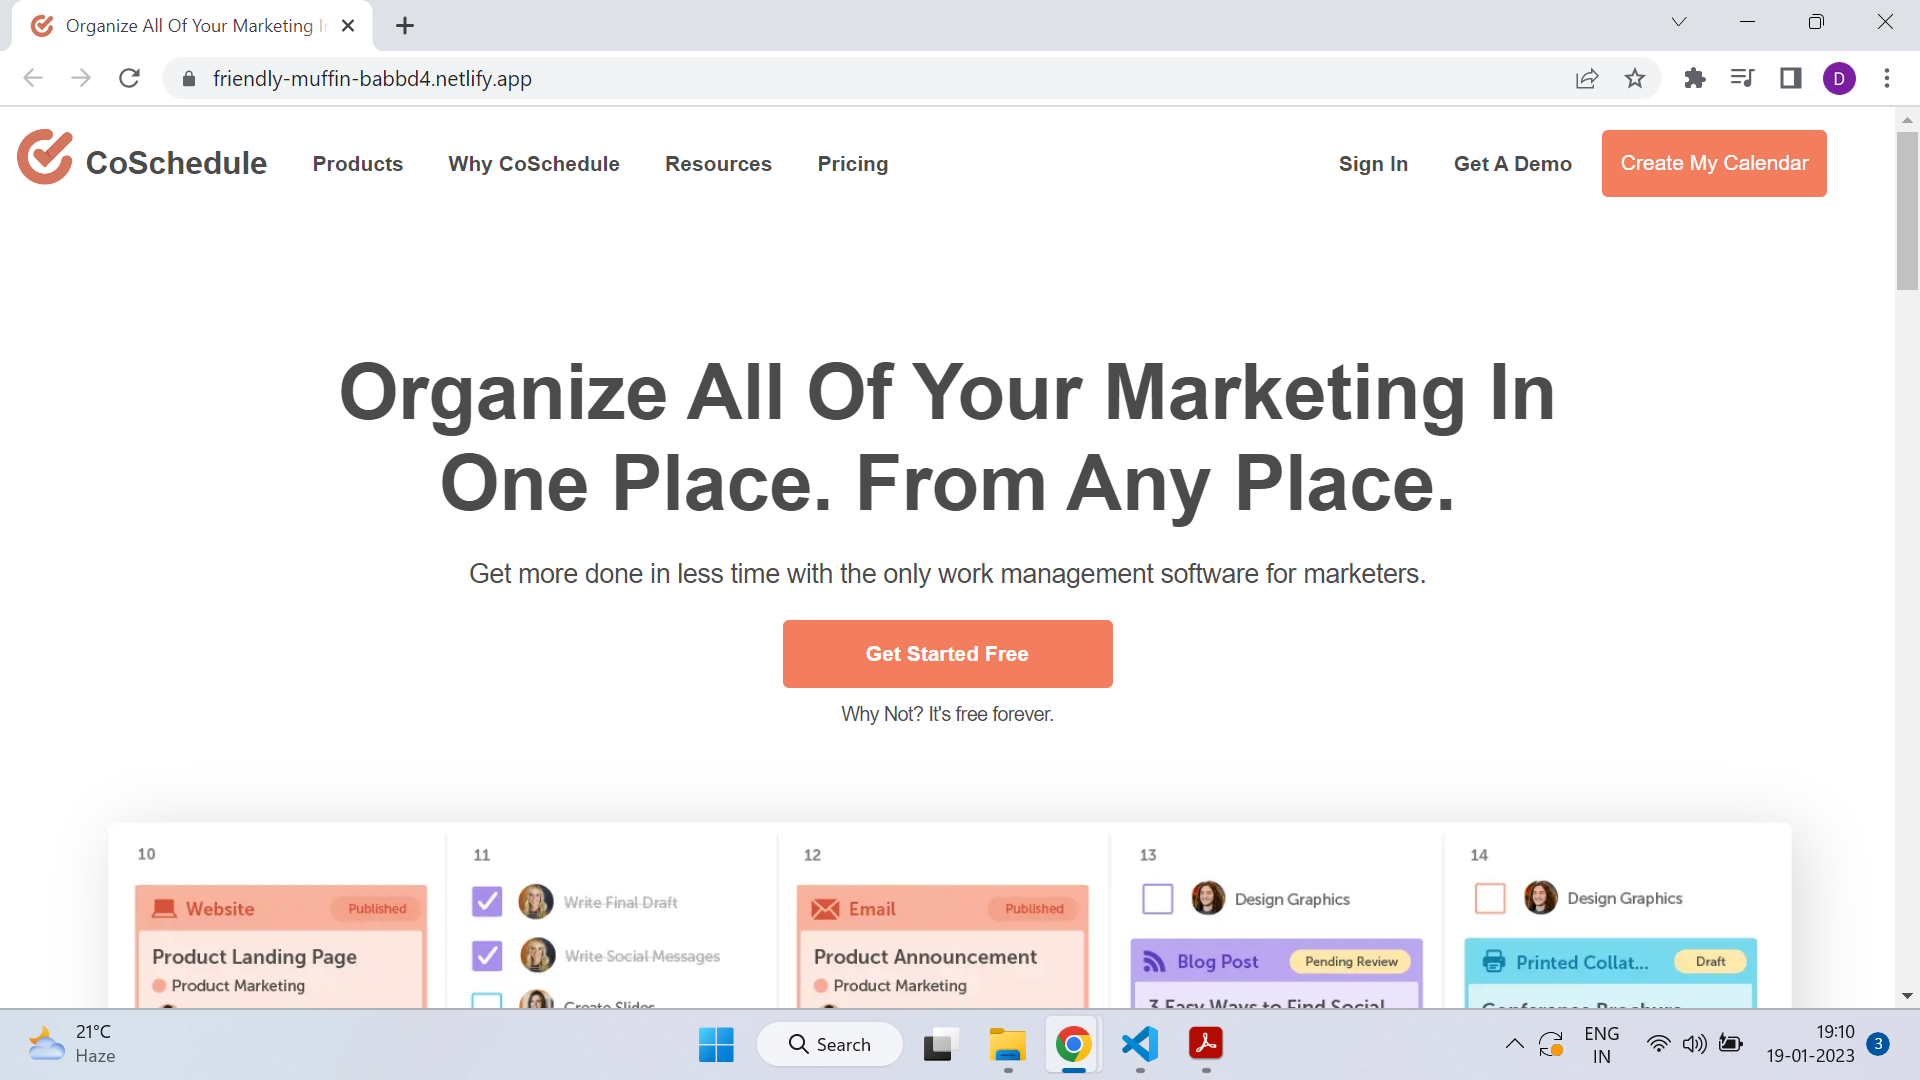 Organize All Of Your Marketing I
friendly-muffin-babbd4.netlify.app
D
CoSchedule
Products
Why CoSchedule
Resources
Pricing
Sign In
Get A Demo
Create My Calendar
Organize All Of Your Marketing In
One Place. From Any Place.
Get more done in less time with the only work management software for marketers.
Get Started Free
Why Not? It's free forever.
10
11
12
13
14
Website
Published
Product Landing Page
Product Marketing
Write Final Draft
Write Social Messages
Create Slides
Email
Published
Product Announcement
Product Marketing
Design Graphics
Blog Post
Pending Review
3 Easy Ways to Find Social
Design Graphics
Printed Collat...
Draft
Conference Brochure
21°C
Haze
Search
ENG
IN
19:10
19-01-2023
3